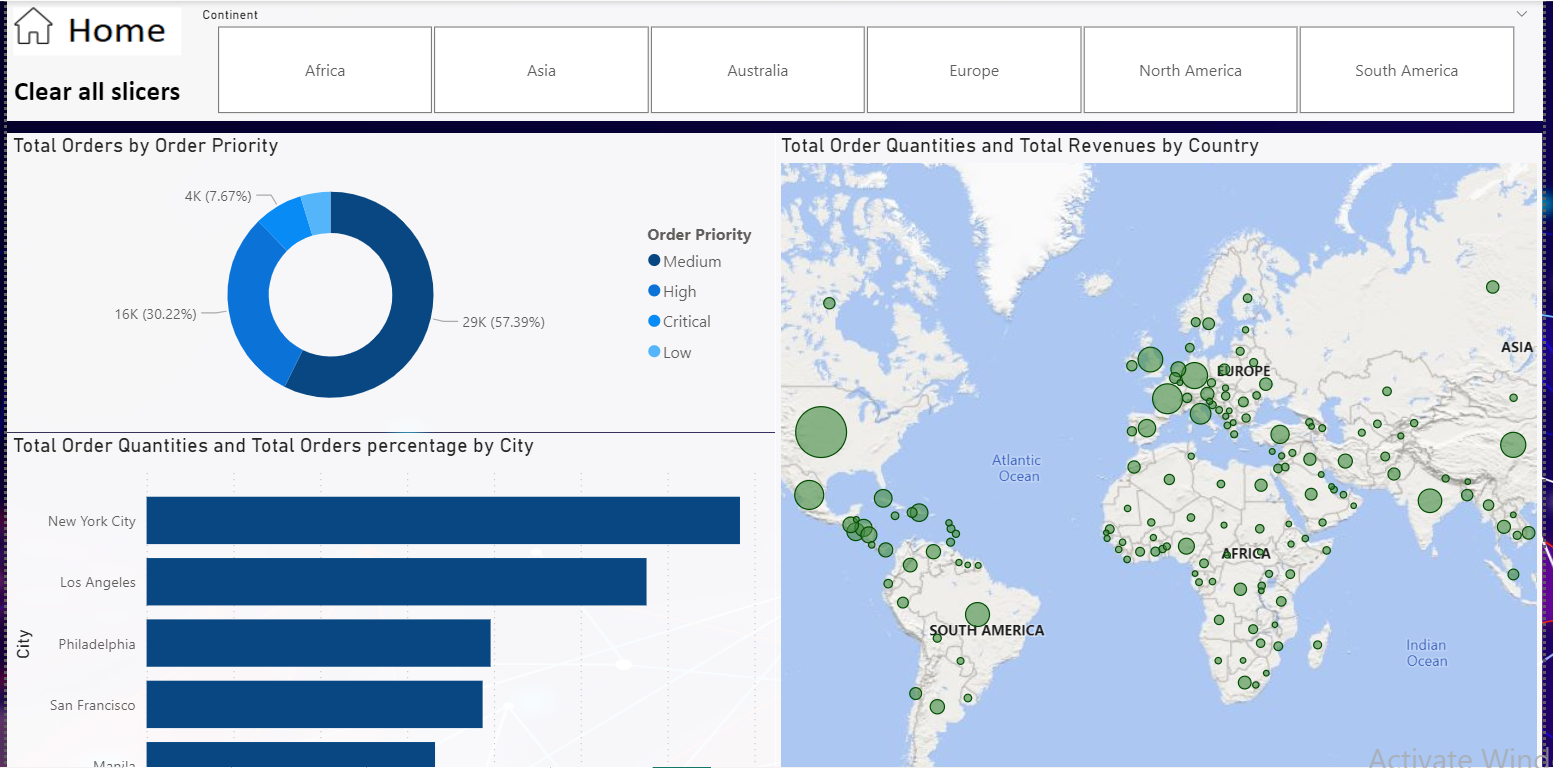 Home
Clear all slicers
Continent
Africa
Asia
Australia
Europe
North America
South America
Total Orders by Order Priority
4K (7.67%)
16K (30.22%)
29K (57.39%)
Order Priority
Medium
High
Critical
Low
Total Order Quantities and Total Orders percentage by City
City
New York City
Los Angeles
Philadelphia
San Francisco
Manila
Total Order Quantities and Total Revenues by Country
ASIA
EUROPE
Atlantic
Ocean
AFRICA
SOUTH AMERICA
Indian
Ocean
Activate Wind